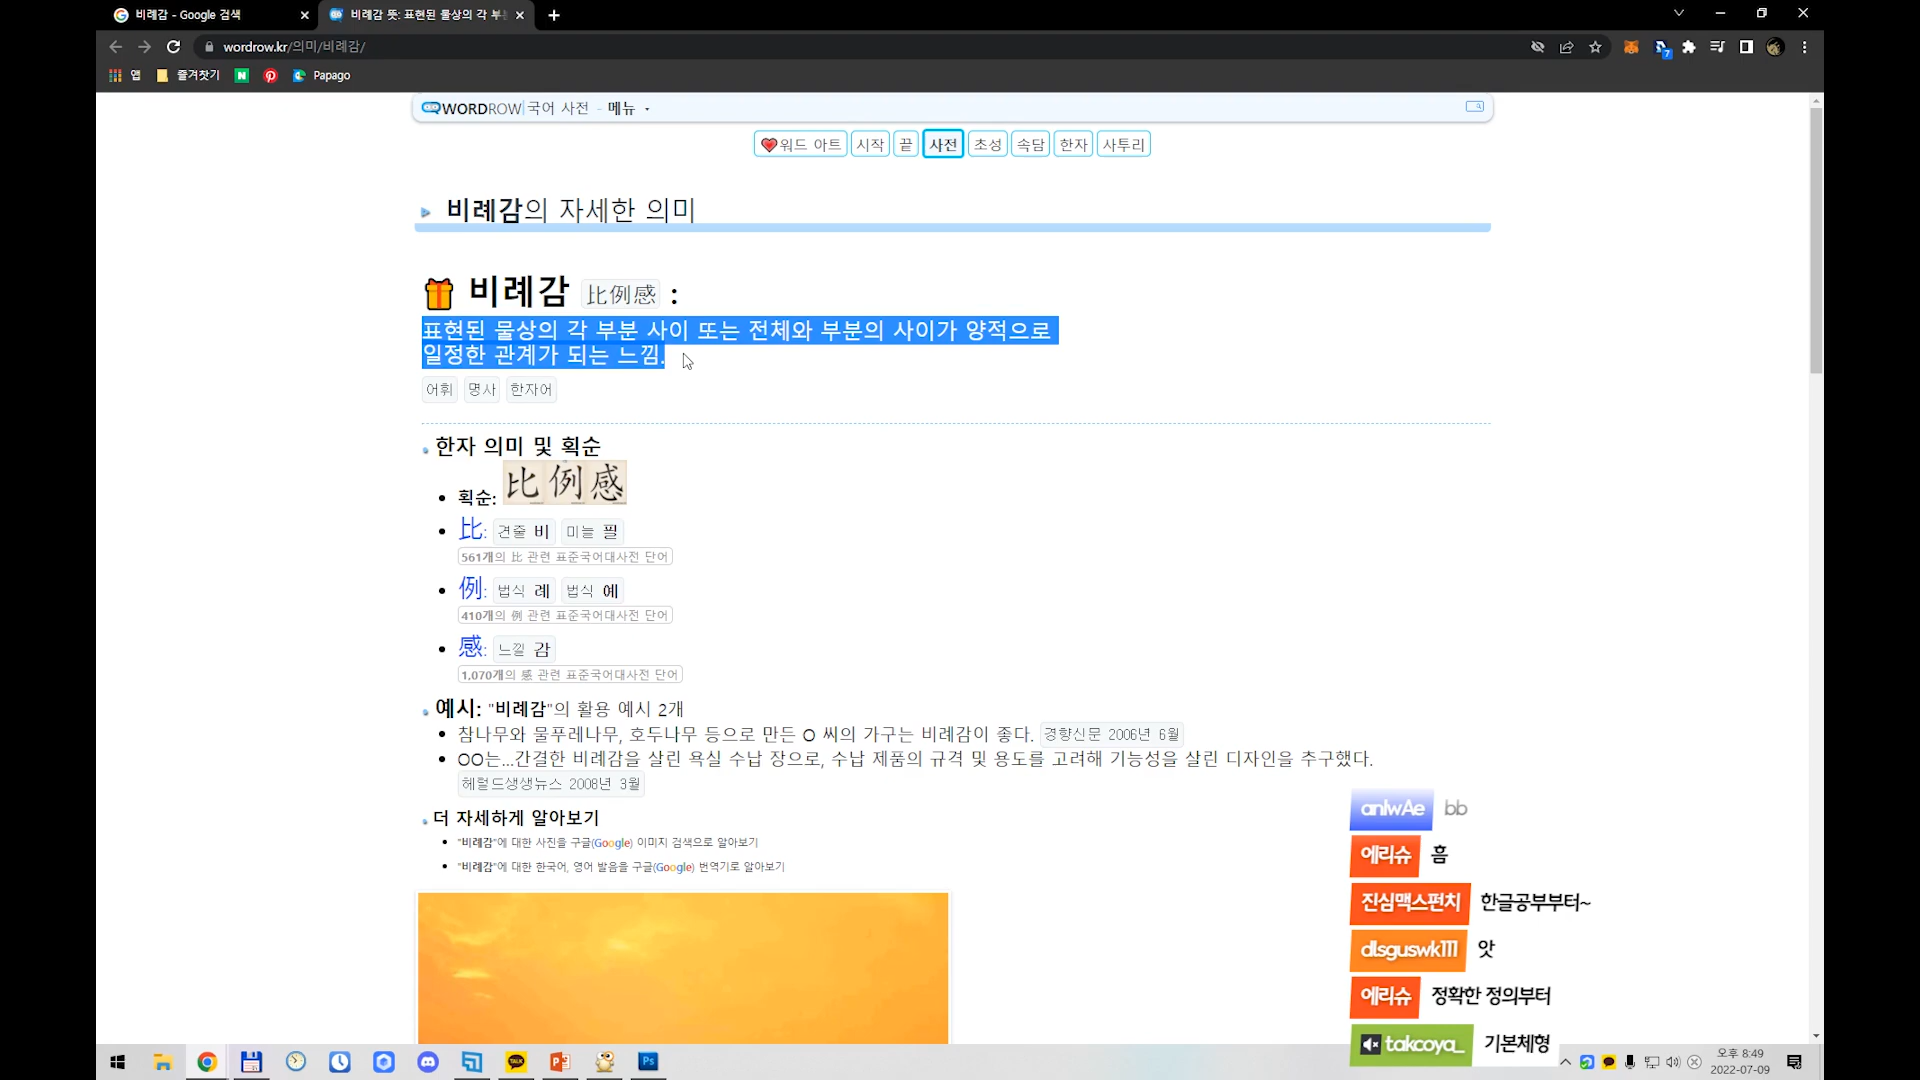 비례감 - Google 검색
비례감 뜻: 표현된 물상의 각 부분
wordrow.kr/의미/비례감/
앱
즐겨찾기
N
Papago
WORDROW 국어 사전 - 메뉴
워드 아트
시작
끝
사전
초성
속담
한자
사투리
비례감의 자세한 의미
비례감 比例感 :
표현된 물상의 각 부분 사이 또는 전체와 부분의 사이가 양적으로
일정한 관계가 되는 느낌.
어휘
명사
한자어
한자 의미 및 획순
획순: 比例感
比: 견줄 비 미늘 필
561개의 比 관련 표준국어대사전 단어
例: 법식 례 법식 예
410개의 例 관련 표준국어대사전 단어
感: 느낄 감
1,070개의 感 관련 표준국어대사전 단어
예시: "비례감"의 활용 예시 2개
참나무와 물푸레나무, 호두나무 등으로 만든 O 씨의 가구는 비례감이 좋다. 경향신문 2006년 6월
OO는...간결한 비례감을 살린 욕실 수납 장으로, 수납 제품의 규격 및 용도를 고려해 기능성을 살린 디자인을 추구했다.
헤럴드생생뉴스 2008년 3월
더 자세하게 알아보기
"비례감"에 대한 사진을 구글(Google) 이미지 검색으로 알아보기
"비례감"에 대한 한국어, 영어 발음을 구글(Google) 번역기로 알아보기
anlwAe bb
에리슈 흠
진심맥스펀치 한글공부부터~
dlsguswk111 앗
에리슈 정확한 정의부터
takcoya_ 기본체형
TALK
Ps
오후 8:49
2022-07-09